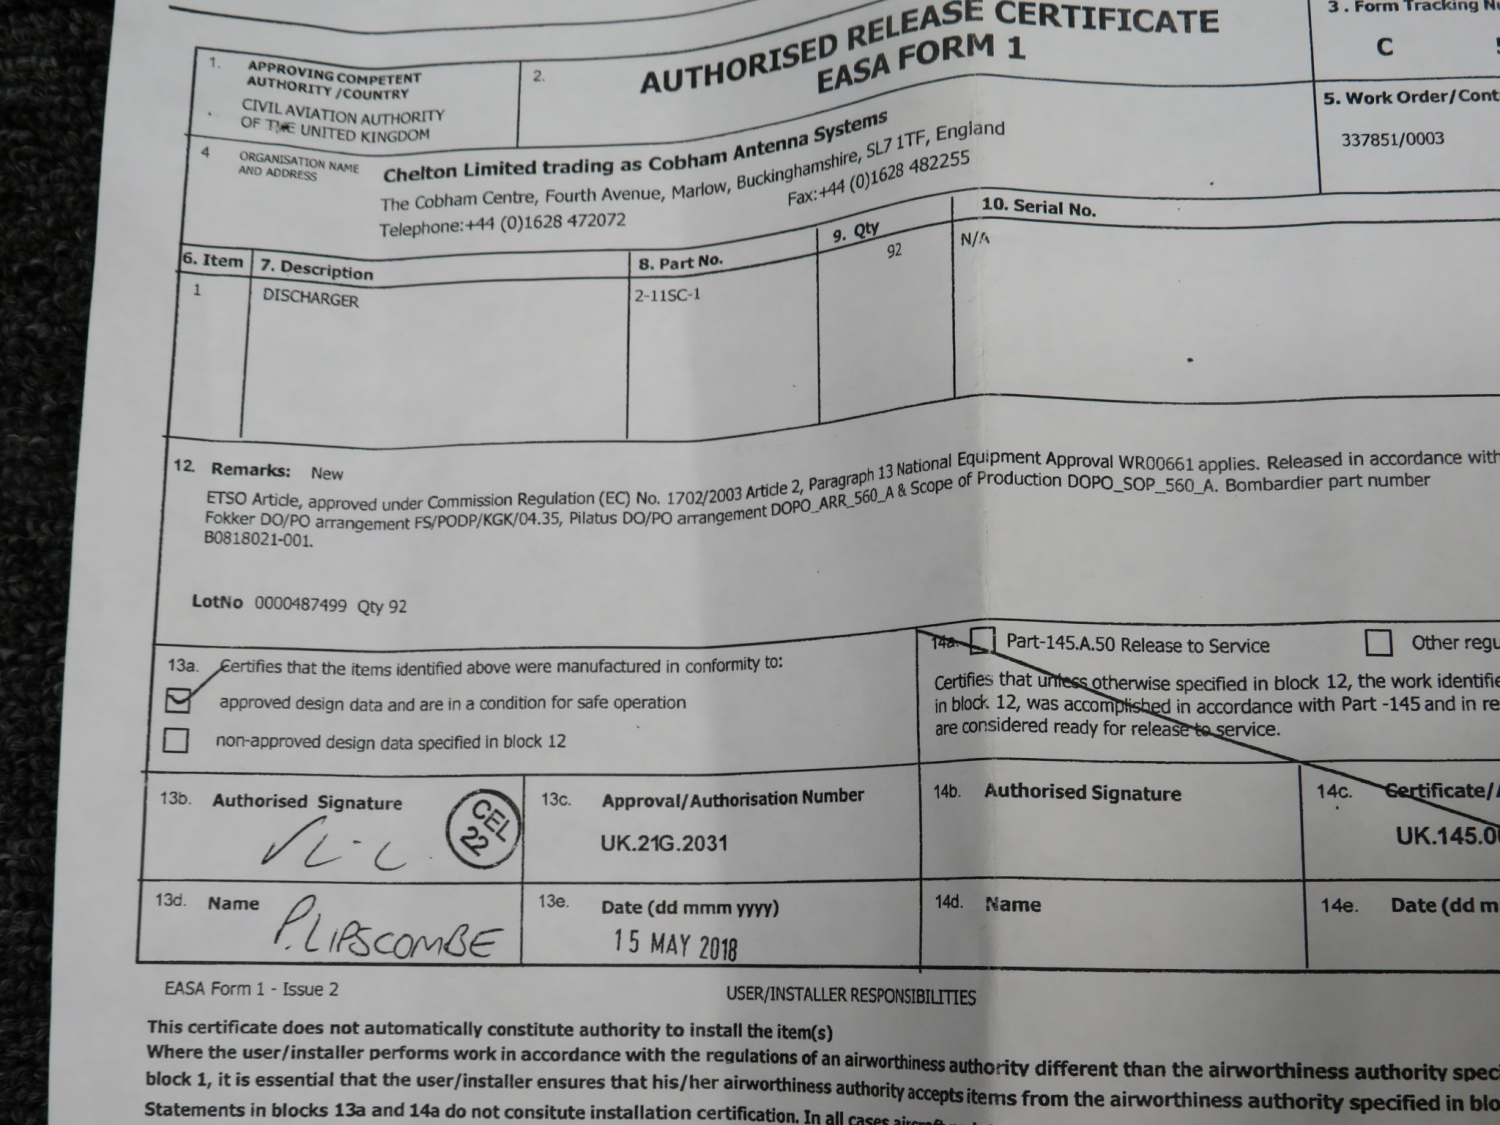 AUTHORISED RELEASE CERTIFICATE
EASA FORM 1
3 . Form Tracking
C
1. APPROVING COMPETENT
AUTHORITY /COUNTRY
CIVIL AVIATION AUTHORITY
OF THE UNITED KINGDOM
2.
5. Work Order/Cont
337851/0003
4 ORGANISATION NAME
AND ADDRESS
Chelton Limited trading as Cobham Antenna Systems
The Cobham Centre, Fourth Avenue, Marlow, Buckinghamshire, SL7 1TF, England
Telephone:+44 (0)1628 472072 Fax:+44 (0)1628 482255
6. Item 7. Description 8. Part No. 9. Qty 10. Serial No.
1 DISCHARGER 2-11SC-1 92 N/A
12. Remarks: New
ETSO Article, approved under Commission Regulation (EC) No. 1702/2003 Article 2, Paragraph 13 National Equipment Approval WR00661 applies. Released in accordance with
Fokker DO/PO arrangement FS/PODP/KGK/04.35, Pilatus DO/PO arrangement DOPO_ARR_560_A & Scope of Production DOPO_SOP_560_A. Bombardier part number
B0818021-001.
LotNo 0000487499 Qty 92
13a. Certifies that the items identified above were manufactured in conformity to:
approved design data and are in a condition for safe operation
non-approved design data specified in block 12
14a. Part-145.A.50 Release to Service Other regu
Certifies that unless otherwise specified in block 12, the work identifie
in block 12, was accomplished in accordance with Part -145 and in re
are considered ready for release to service.
13b. Authorised Signature
CEL
22
13c. Approval/Authorisation Number
UK.21G.2031
14b. Authorised Signature
14c. Certificate/
UK.145.0
13d. Name
P. LIPSCOMBE
13e. Date (dd mmm yyyy)
15 MAY 2018
14d. Name
14e. Date (dd m
EASA Form 1 - Issue 2
USER/INSTALLER RESPONSIBILITIES
This certificate does not automatically constitute authority to install the item(s)
Where the user/installer performs work in accordance with the regulations of an airworthiness authority different than the airworthiness authority speci
block 1, it is essential that the user/installer ensures that his/her airworthiness authority accepts items from the airworthiness authority specified in blo
Statements in blocks 13a and 14a do not consitute installation certification. In all cases